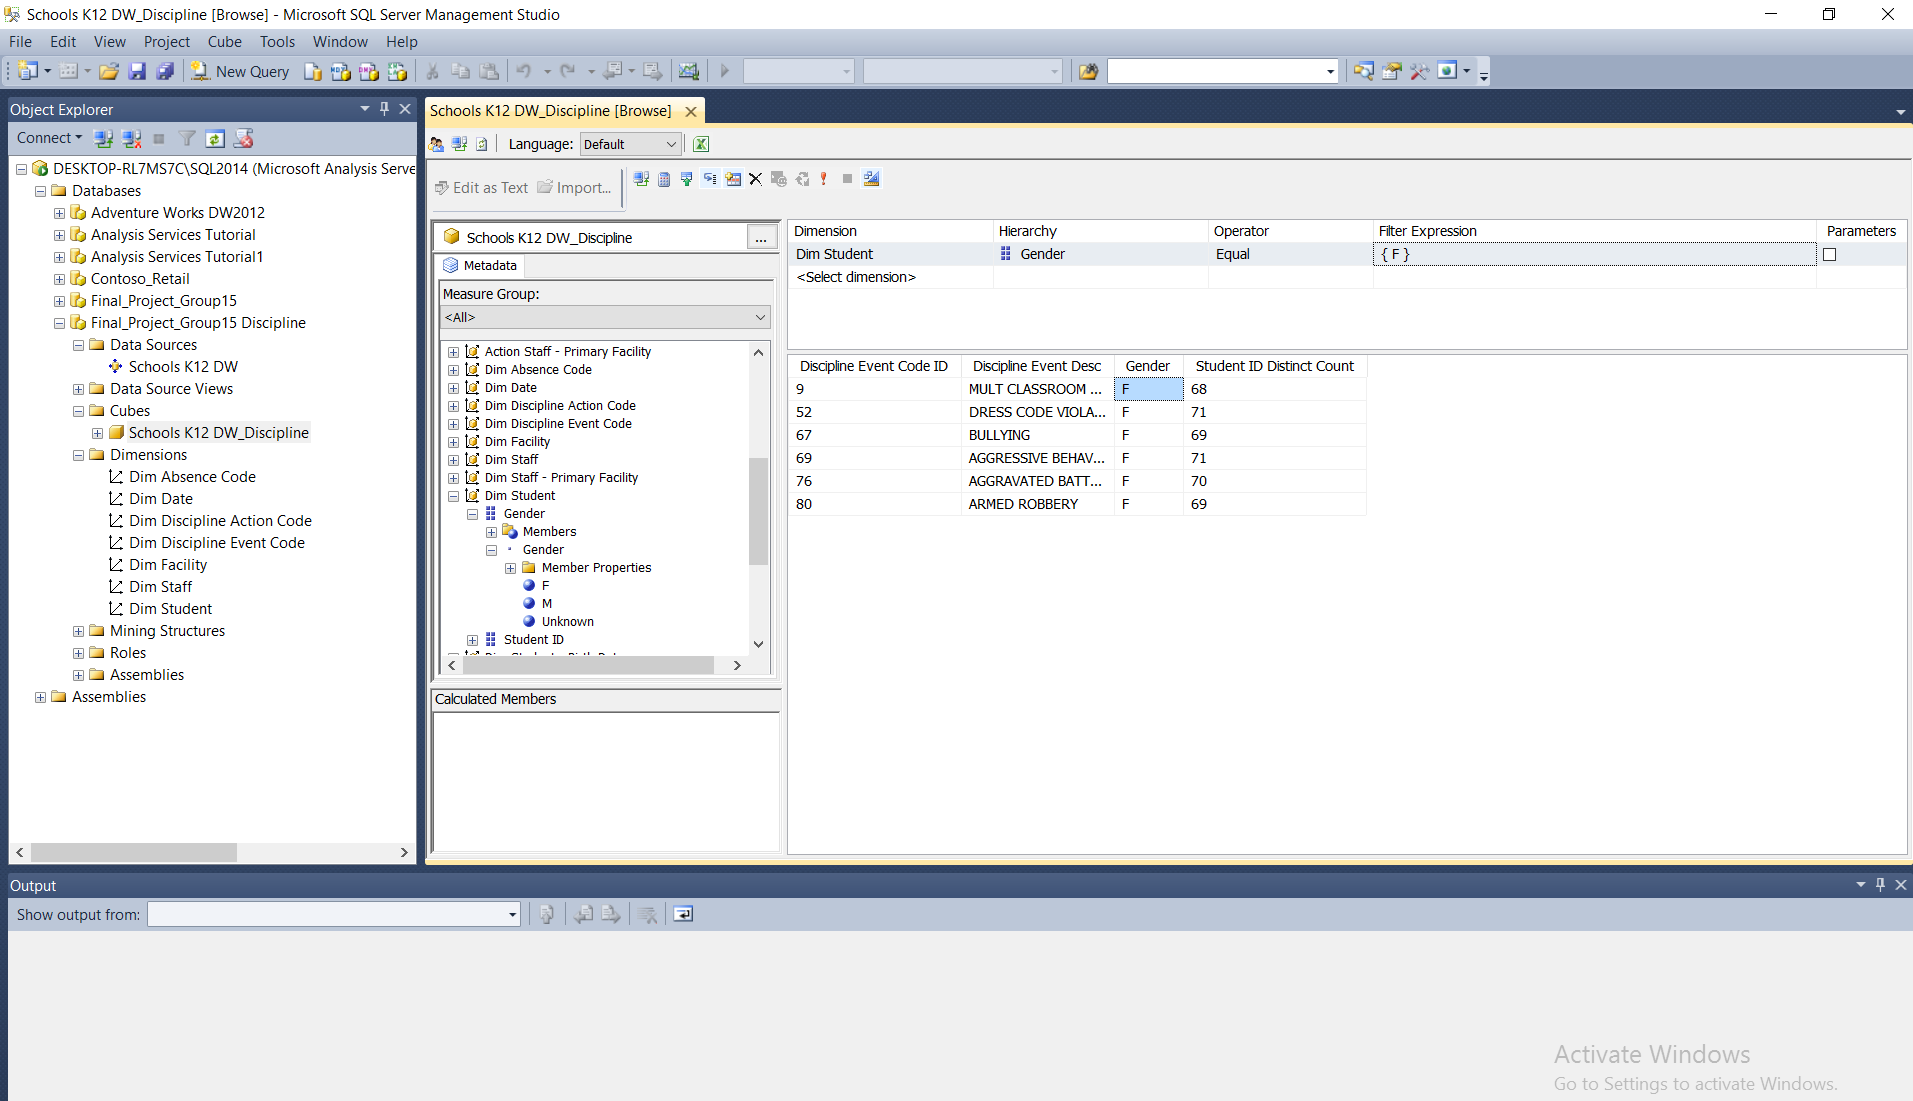 Schools K12 DW_Discipline [Browse] - Microsoft SQL Server Management Studio
File Edit View Project Cube Tools Window Help
New Query
Object Explorer
Connect
DESKTOP-RL7MS7C\SQL2014 (Microsoft Analysis Serve
Databases
Adventure Works DW2012
Analysis Services Tutorial
Analysis Services Tutorial1
Contoso_Retail
Final_Project_Group15
Final_Project_Group15 Discipline
Data Sources
Schools K12 DW
Data Source Views
Cubes
Schools K12 DW_Discipline
Dimensions
Dim Absence Code
Dim Date
Dim Discipline Action Code
Dim Discipline Event Code
Dim Facility
Dim Staff
Dim Student
Mining Structures
Roles
Assemblies
Assemblies
Schools K12 DW_Discipline [Browse]
Language: Default
Edit as Text Import...
Schools K12 DW_Discipline ...
Metadata
Measure Group:
<All>
Action Staff - Primary Facility
Dim Absence Code
Dim Date
Dim Discipline Action Code
Dim Discipline Event Code
Dim Facility
Dim Staff
Dim Staff - Primary Facility
Dim Student
Gender
Members
Gender
Member Properties
F
M
Unknown
Student ID
Calculated Members
Dimension Hierarchy Operator Filter Expression Parameters
Dim Student Gender Equal { F }
<Select dimension>
Discipline Event Code ID Discipline Event Desc Gender Student ID Distinct Count
9 MULT CLASSROOM ... F 68
52 DRESS CODE VIOLA... F 71
67 BULLYING F 69
69 AGGRESSIVE BEHAV... F 71
76 AGGRAVATED BATT... F 70
80 ARMED ROBBERY F 69
Output
Show output from:
Activate Windows
Go to Settings to activate Windows.